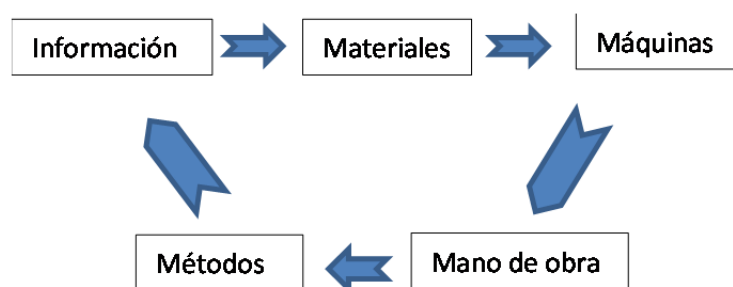 Información
Materiales
Máquinas
Métodos
Mano de obra